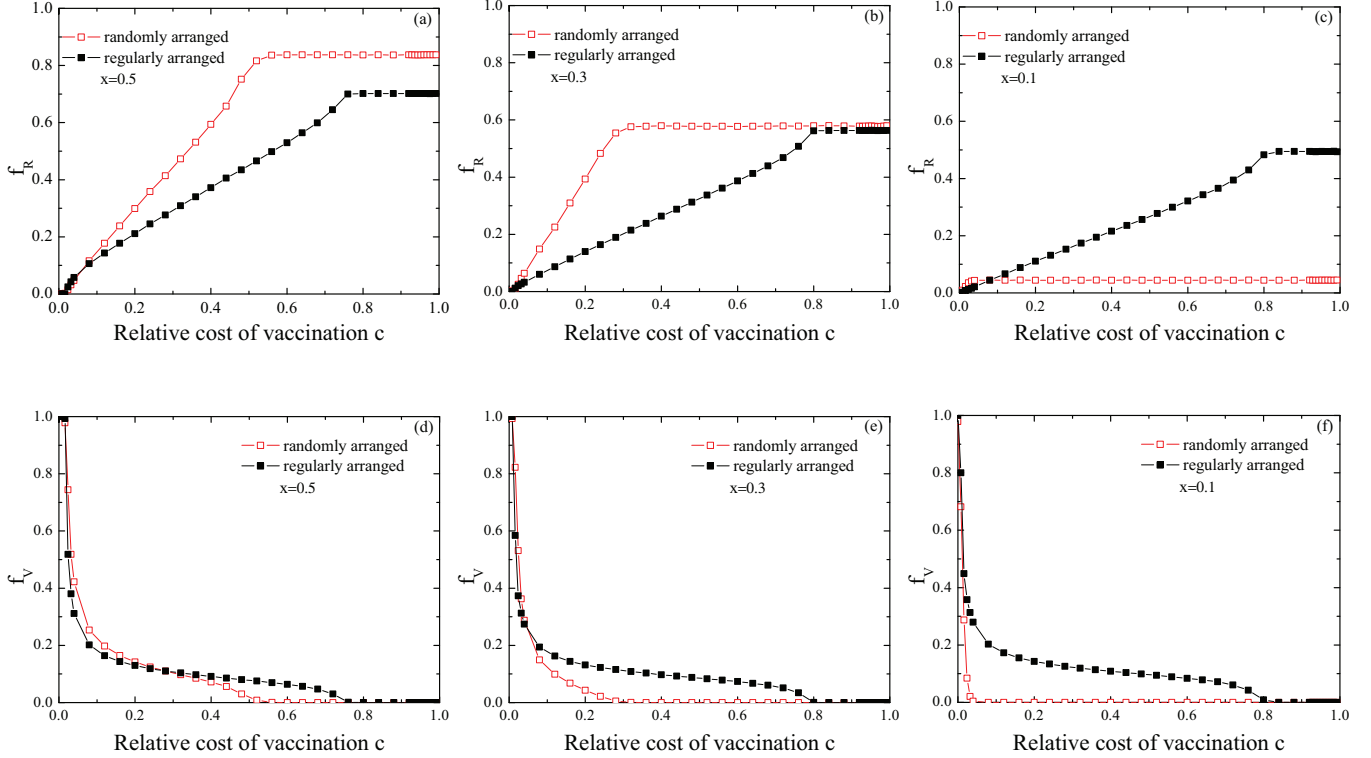 (a)
randomly arranged
regularly arranged
x=0.5
f_R
1.0
0.8
0.6
0.4
0.2
0.0
0.0 0.2 0.4 0.6 0.8 1.0
Relative cost of vaccination c
(b)
randomly arranged
regularly arranged
x=0.3
f_R
1.0
0.8
0.6
0.4
0.2
0.0
0.0 0.2 0.4 0.6 0.8 1.0
Relative cost of vaccination c
(c)
randomly arranged
regularly arranged
x=0.1
f_R
1.0
0.8
0.6
0.4
0.2
0.0
0.0 0.2 0.4 0.6 0.8 1.0
Relative cost of vaccination c
(d)
randomly arranged
regularly arranged
x=0.5
f_V
1.0
0.8
0.6
0.4
0.2
0.0
0.0 0.2 0.4 0.6 0.8 1.0
Relative cost of vaccination c
(e)
randomly arranged
regularly arranged
x=0.3
f_V
1.0
0.8
0.6
0.4
0.2
0.0
0.0 0.2 0.4 0.6 0.8 1.0
Relative cost of vaccination c
(f)
randomly arranged
regularly arranged
x=0.1
f_V
1.0
0.8
0.6
0.4
0.2
0.0
0.0 0.2 0.4 0.6 0.8 1.0
Relative cost of vaccination c